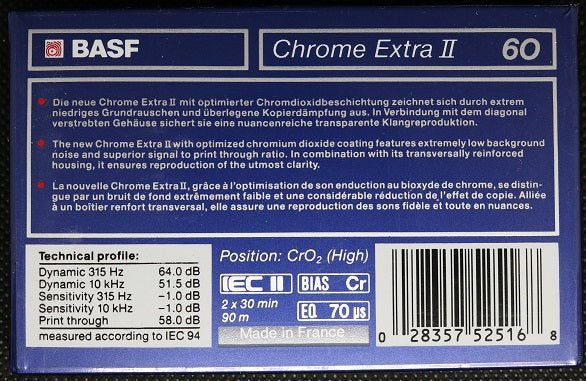 BASF
Chrome Extra II 60
• Die neue Chrome Extra II mit optimierter Chromdioxidbeschichtung zeichnet sich durch extrem
niedriges Grundrauschen und überlegene Kopierdämpfung aus. In Verbindung mit dem diagonal
verstrebten Gehäuse sichert sie eine nuancenreiche transparente Klangreproduktion.
• The new Chrome Extra II with optimized chromium dioxide coating features extremely low background
noise and superior signal to print through ratio. In combination with its transversally reinforced
housing, it ensures reproduction of the utmost clarity.
• La nouvelle Chrome Extra II, grâce à l'optimisation de son enduction au bioxyde de chrome, se distin-
gue par un bruit de fond extrêmement faible et une considérable réduction de l'effet de copie. Alliée
à un boîtier renfort transversal, elle assure une reproduction des sons fidèle et toute en nuances.
Technical profile:
Dynamic 315 Hz 64.0 dB
Dynamic 10 kHz 51.5 dB
Sensitivity 315 Hz -1.0 dB
Sensitivity 10 kHz -1.0 dB
Print through 58.0 dB
measured according to IEC 94
Position: CrO₂ (High)
IEC II BIAS Cr
2 x 30 min
90 m
EQ 70 µs
Made in France
0 28357 52516 8